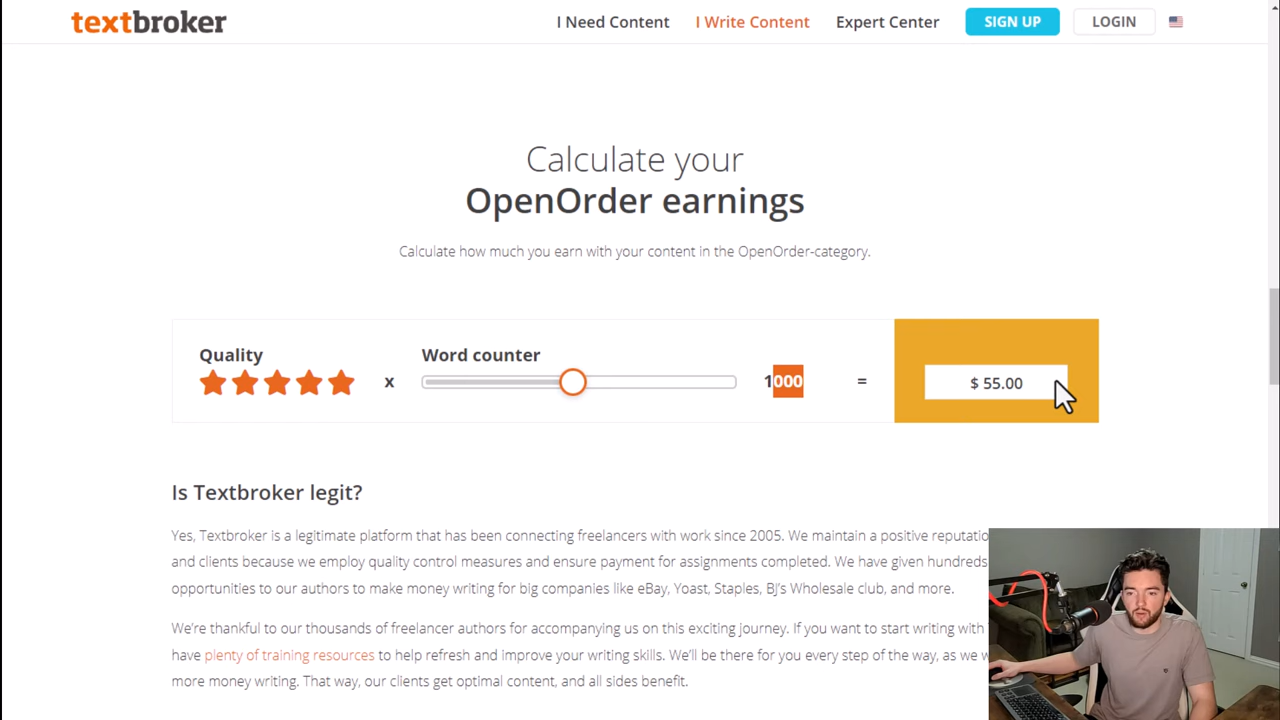 textbroker
I Need Content
I Write Content
Expert Center
SIGN UP
LOGIN
Calculate your
OpenOrder earnings
Calculate how much you earn with your content in the OpenOrder-category.
Quality
Word counter
x
1000
=
$ 55.00
Is Textbroker legit?
Yes, Textbroker is a legitimate platform that has been connecting freelancers with work since 2005. We maintain a positive reputatio
and clients because we employ quality control measures and ensure payment for assignments completed. We have given hundreds
opportunities to our authors to make money writing for big companies like eBay, Yoast, Staples, BJ's Wholesale club, and more.
We're thankful to our thousands of freelancer authors for accompanying us on this exciting journey. If you want to start writing with
have plenty of training resources to help refresh and improve your writing skills. We'll be there for you every step of the way, as we w
more money writing. That way, our clients get optimal content, and all sides benefit.